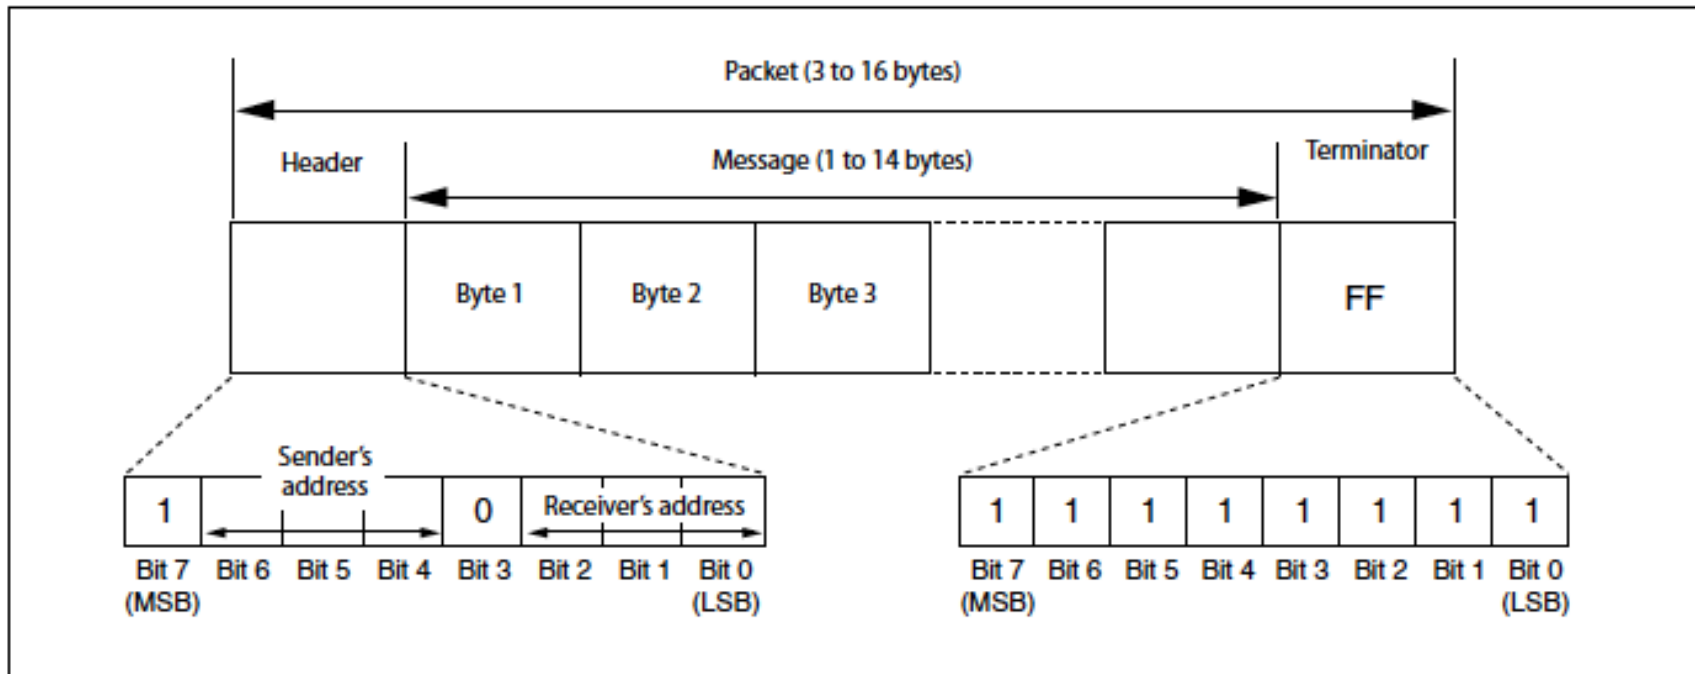 Packet (3 to 16 bytes)
Header
Message (1 to 14 bytes)
Terminator
Byte 1
Byte 2
Byte 3
FF
Sender's
address
1
0
Receiver's address
1 1 1 1 1 1 1 1
Bit 7 Bit 6 Bit 5 Bit 4 Bit 3 Bit 2 Bit 1 Bit 0
(MSB) (LSB)
Bit 7 Bit 6 Bit 5 Bit 4 Bit 3 Bit 2 Bit 1 Bit 0
(MSB) (LSB)